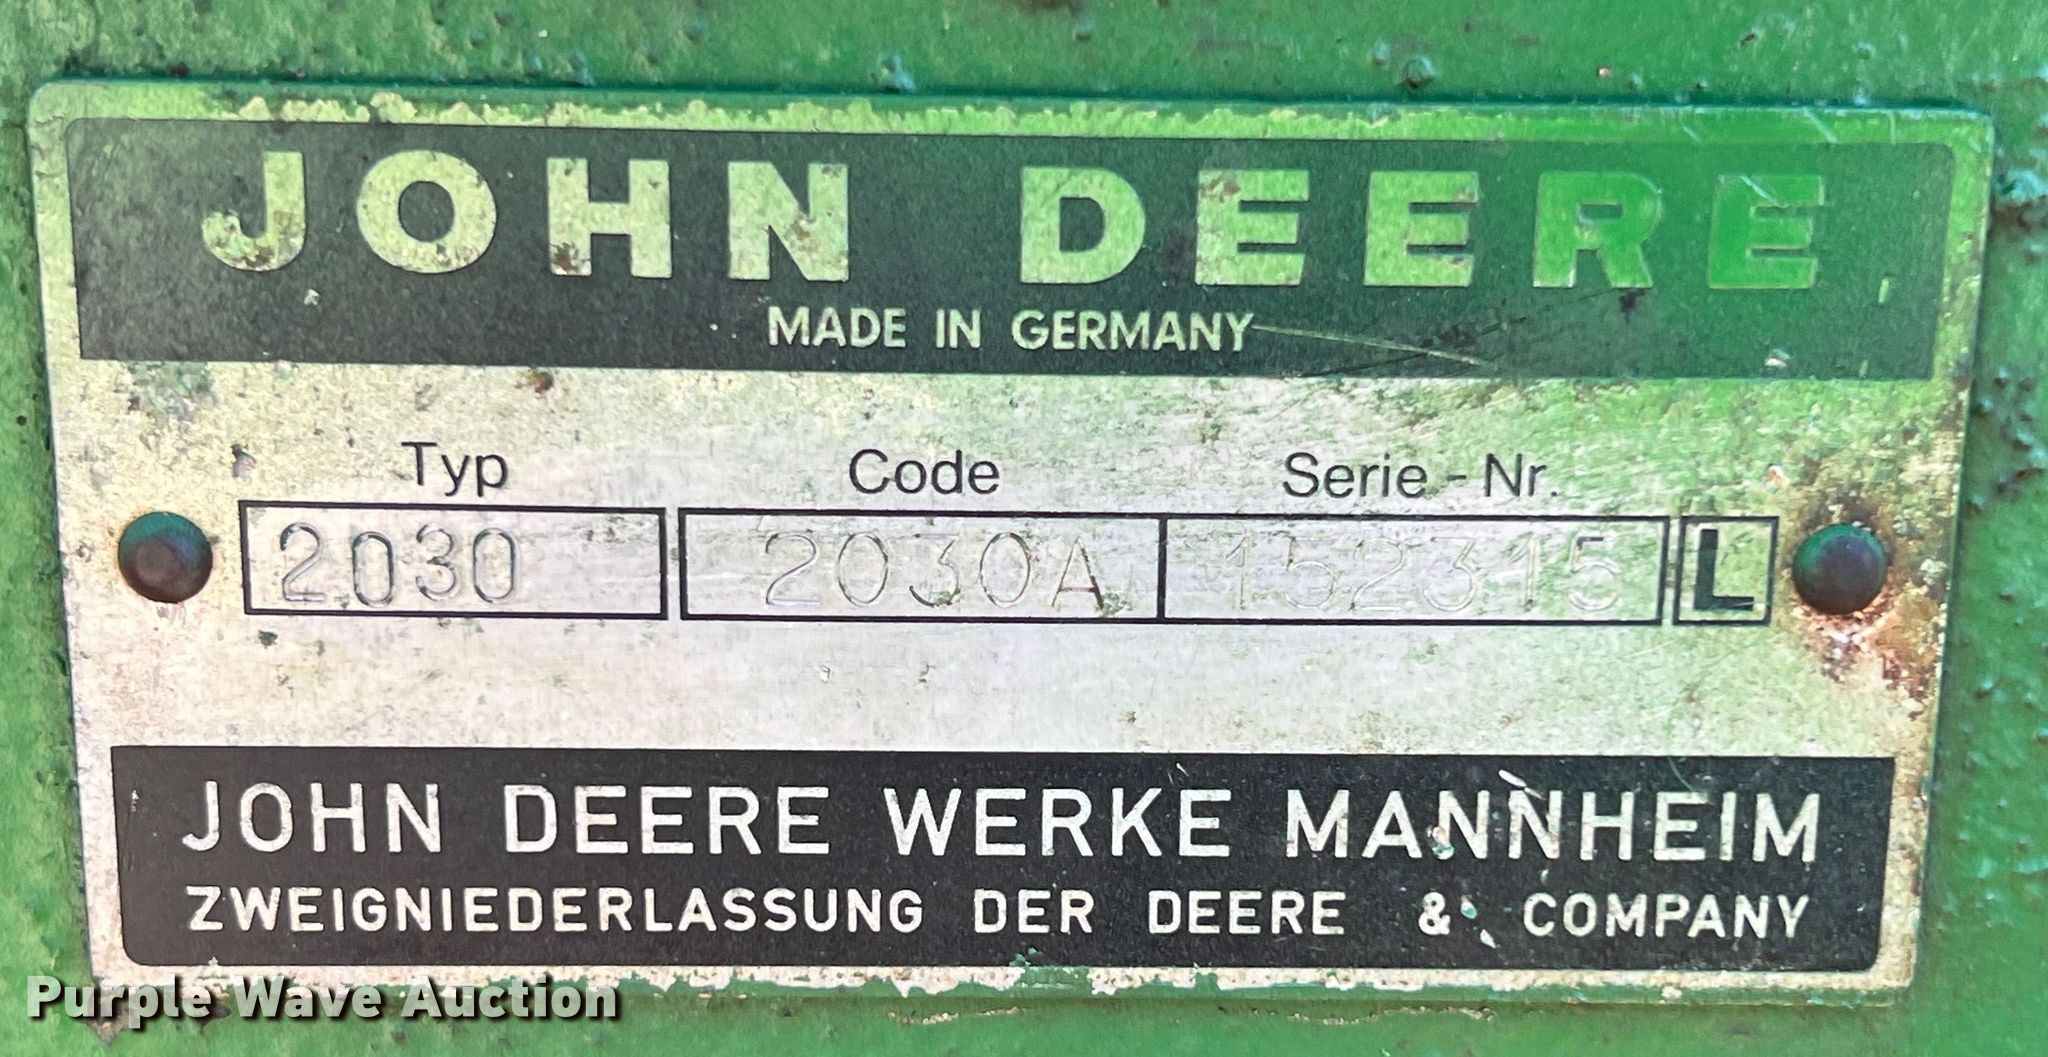 JOHN DEERE
MADE IN GERMANY
Typ Code Serie-Nr.
2030 2030A 152315 L
JOHN DEERE WERKE MANNHEIM
ZWEIGNIEDERLASSUNG DER DEERE & COMPANY
Purple Wave Auction